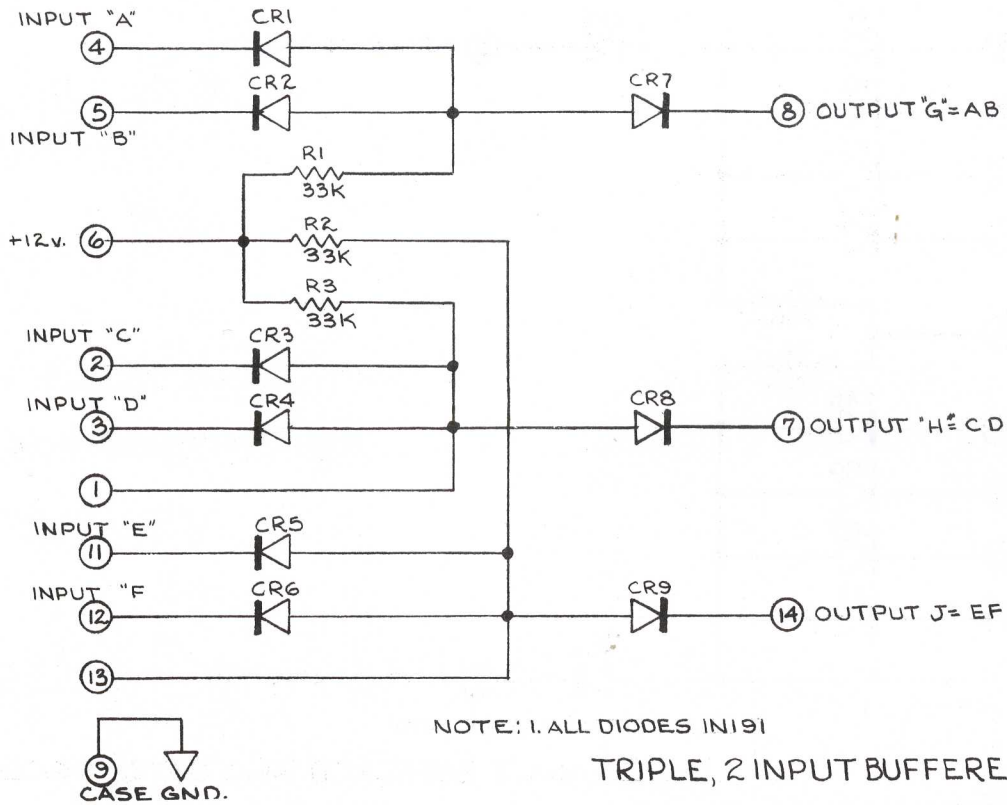 INPUT "A"
4
CR1
CR2
5
INPUT "B"
CR7
8 OUTPUT "G"=AB
R1
33K
+12v. 6
R2
33K
R3
33K
INPUT "C"
2
CR3
INPUT "D"
3
CR4
CR8
7 OUTPUT "H"=CD
1
INPUT "E"
11
CR5
INPUT "F
12
CR6
CR9
14 OUTPUT J=EF
13
9
CASE GND.
NOTE: 1. ALL DIODES IN191
TRIPLE, 2 INPUT BUFFERE